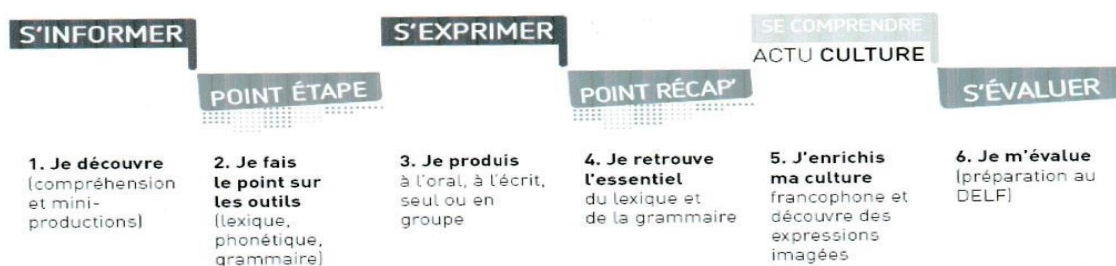 S'INFORMER
POINT ÉTAPE
S'EXPRIMER
POINT RÉCAP'
SE COMPRENDRE
ACTU CULTURE
S'ÉVALUER
1. Je découvre
(compréhension
et mini-
productions)
2. Je fais
le point sur
les outils
(lexique,
phonétique,
grammaire)
3. Je produis
à l'oral, à l'écrit,
seul ou en
groupe
4. Je retrouve
l'essentiel
du lexique et
de la grammaire
5. J'enrichis
ma culture
francophone et
découvre des
expressions
imagées
6. Je m'évalue
(préparation au
DELF)